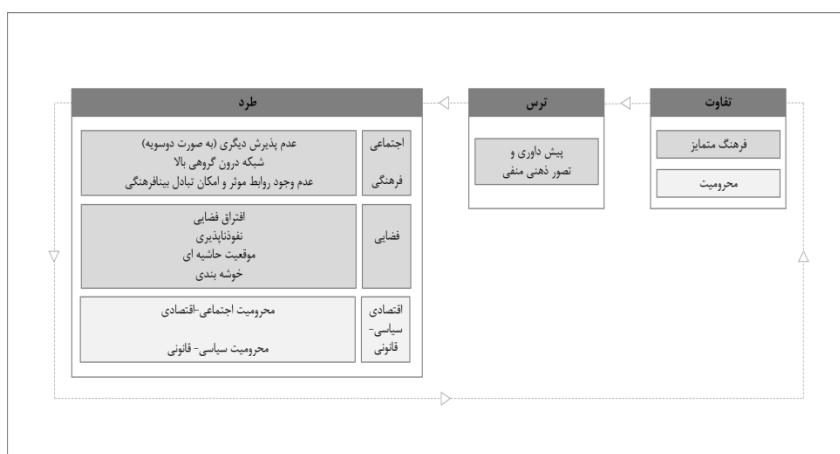 تفاوت
فرهنگ متمایز
محرومیت
ترس
پیش داوری و
تصور ذهنی منفی
طرد
اجتماعی
فرهنگی
عدم پذیرش دیگری (به صورت دوسویه)
شبکه درون گروهی بالا
عدم وجود روابط موثر و امکان تبادل بینافرهنگی
فضایی
افتراق فضایی
نفوذناپذیری
موقعیت حاشیه ای
خوشه بندی
اقتصادی
سیاسی-
قانونی
محرومیت اجتماعی-اقتصادی
محرومیت سیاسی- قانونی